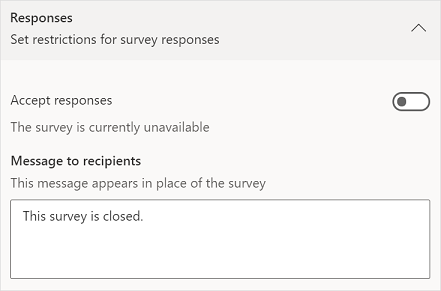 Responses
Set restrictions for survey responses
Accept responses
The survey is currently unavailable
Message to recipients
This message appears in place of the survey
This survey is closed.